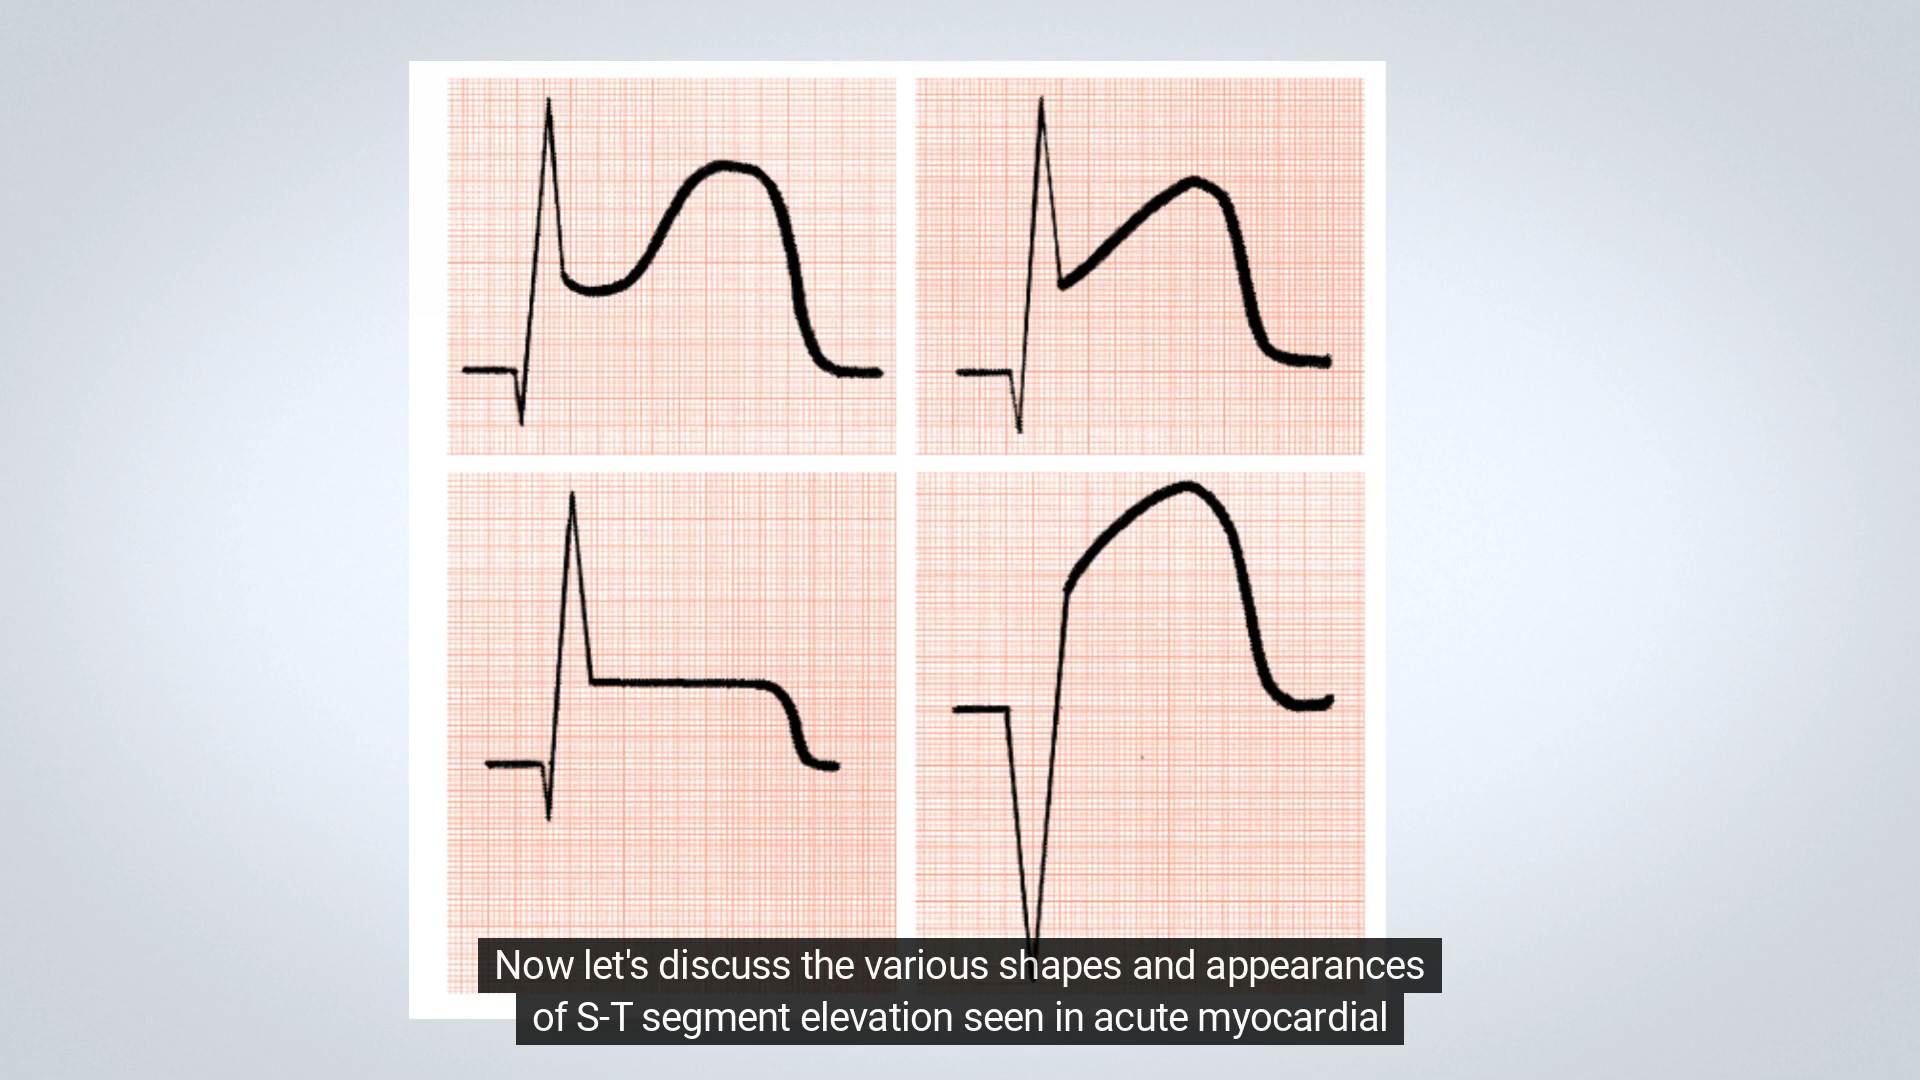 Now let's discuss the various shapes and appearances
of S-T segment elevation seen in acute myocardial